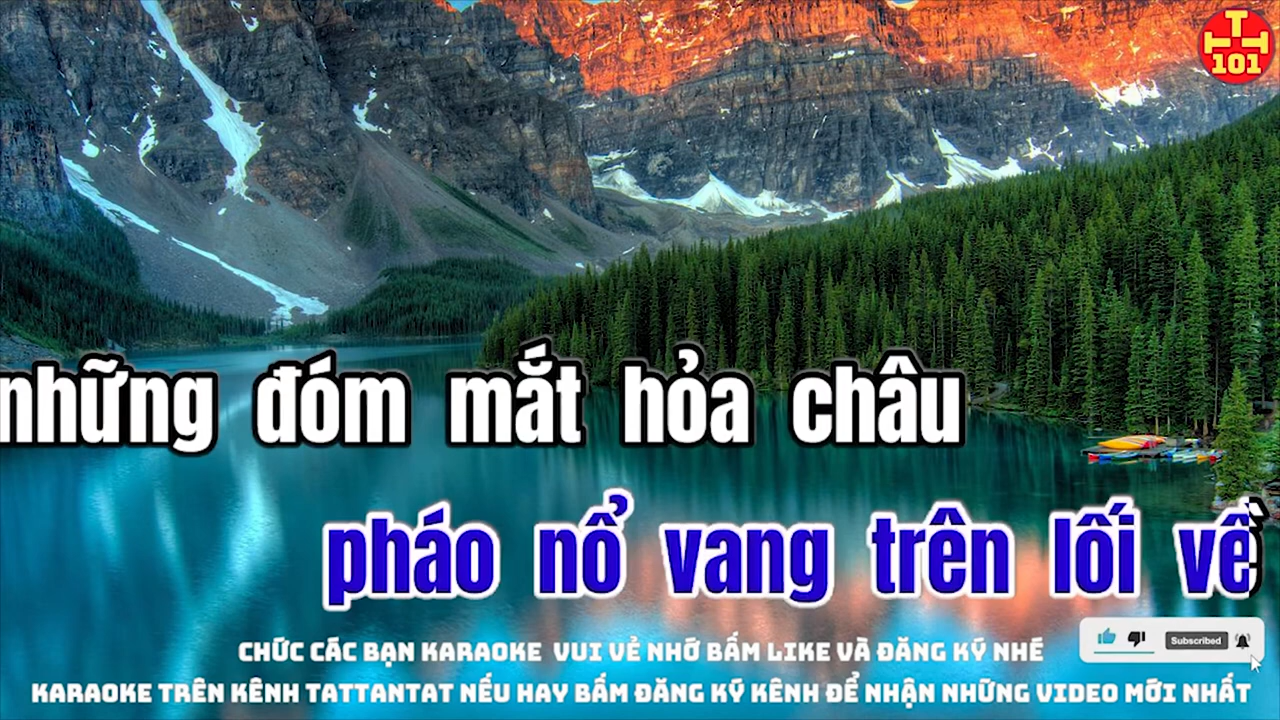 TTT
101
những đóm mắt hỏa châu
pháo nổ vang trên lối về
CHỨC CÁC BẠN KARAOKE VUI VẺ NHỚ BẤM LIKE VÀ ĐĂNG KÝ NHÉ
Subscribed
KARAOKE TRÊN KÊNH TATTANTAT NẾU HAY BẤM ĐĂNG KÝ KÊNH ĐỂ NHẬN NHỮNG VIDEO MỚI NHẤT